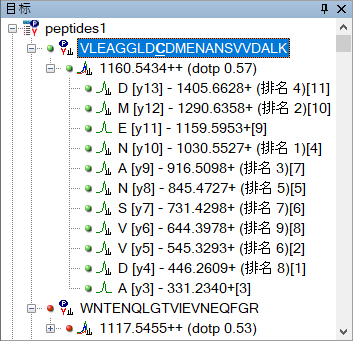 目标
peptides1
VLEAGGLDCDMENANSVVDALK
1160.5434++ (dotp 0.57)
D [y13] - 1405.6628+ (排名 4)[11]
M [y12] - 1290.6358+ (排名 2)[10]
E [y11] - 1159.5953+[9]
N [y10] - 1030.5527+ (排名 1)[4]
A [y9] - 916.5098+ (排名 3)[7]
N [y8] - 845.4727+ (排名 5)[5]
S [y7] - 731.4298+ (排名 7)[6]
V [y6] - 644.3978+ (排名 9)[8]
V [y5] - 545.3293+ (排名 6)[2]
D [y4] - 446.2609+ (排名 8)[1]
A [y3] - 331.2340+[3]
WNTENQLGTVIEVNEQFGR
1117.5455++ (dotp 0.53)